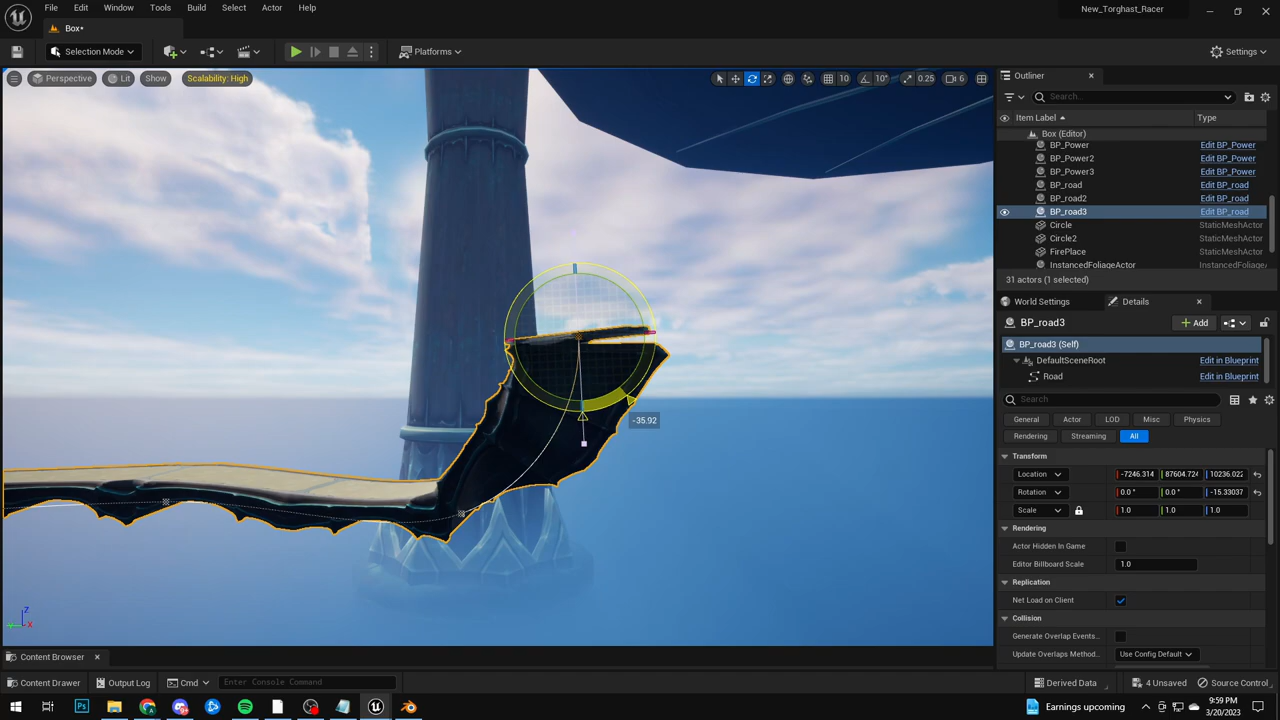 File Edit Window Tools Build Select Actor Help
New_Torghast_Racer
Box*
Selection Mode
Platforms
Settings
Perspective Lit Show Scalability: High
10 10° 0.25 6
Outliner
Search...
Item Label Type
Box (Editor)
BP_Power Edit BP_Power
BP_Power2 Edit BP_Power
BP_Power3 Edit BP_Power
BP_road Edit BP_road
BP_road2 Edit BP_road
BP_road3 Edit BP_road
Circle StaticMeshActor
Circle2 StaticMeshActor
FirePlace StaticMeshActor
InstancedFoliageActor InstancedFoliage
31 actors (1 selected)
World Settings Details
BP_road3 Add
BP_road3 (Self)
DefaultSceneRoot Edit in Blueprint
Road Edit in Blueprint
Search
General Actor LOD Misc Physics
Rendering Streaming All
Transform
Location -7246.314 87604.724 10236.022
Rotation 0.0 ° 0.0 ° -15.33037
Scale 1.0 1.0 1.0
Rendering
Actor Hidden In Game
Editor Billboard Scale 1.0
Replication
Net Load on Client
Collision
Generate Overlap Events...
Update Overlaps Method... Use Config Default
-35.92
Z
Y X
Content Browser
Content Drawer Output Log Cmd Enter Console Command
Derived Data 4 Unsaved Source Control
Ps
Earnings upcoming
9:59 PM
3/20/2023